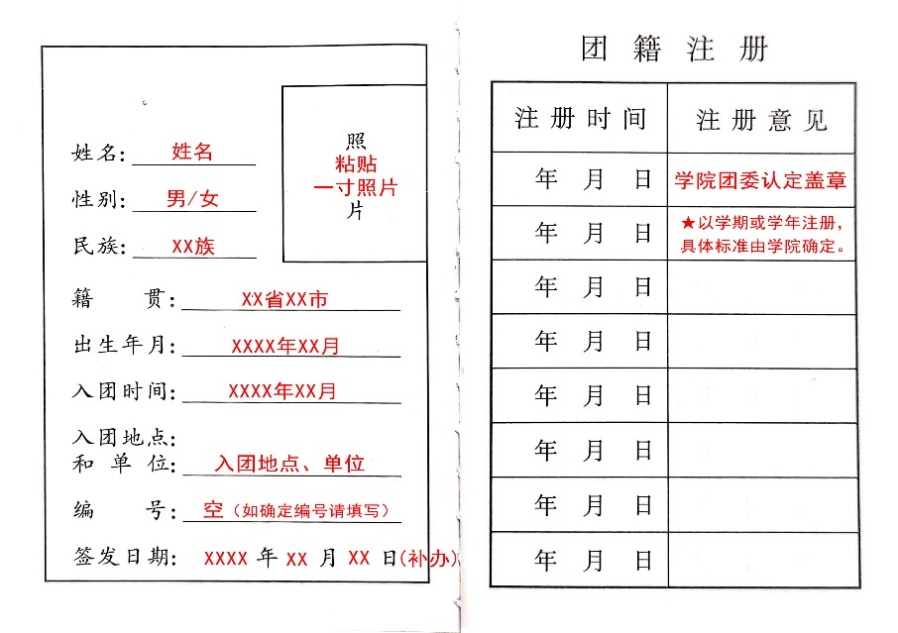 照
粘贴
一寸照片
片
姓名: 姓名
性别: 男/女
民族: XX族
籍 贯: XX省XX市
出生年月: XXXX年XX月
入团时间: XXXX年XX月
入团地点:
和 单 位: 入团地点、单位
编 号: 空（如确定编号请填写）
签发日期: XXXX 年 XX 月 XX 日(补办)
团 籍 注 册
注 册 时 间 注 册 意 见
年 月 日 学院团委认定盖章
年 月 日 ★以学期或学年注册，
具体标准由学院确定。
年 月 日
年 月 日
年 月 日
年 月 日
年 月 日
年 月 日